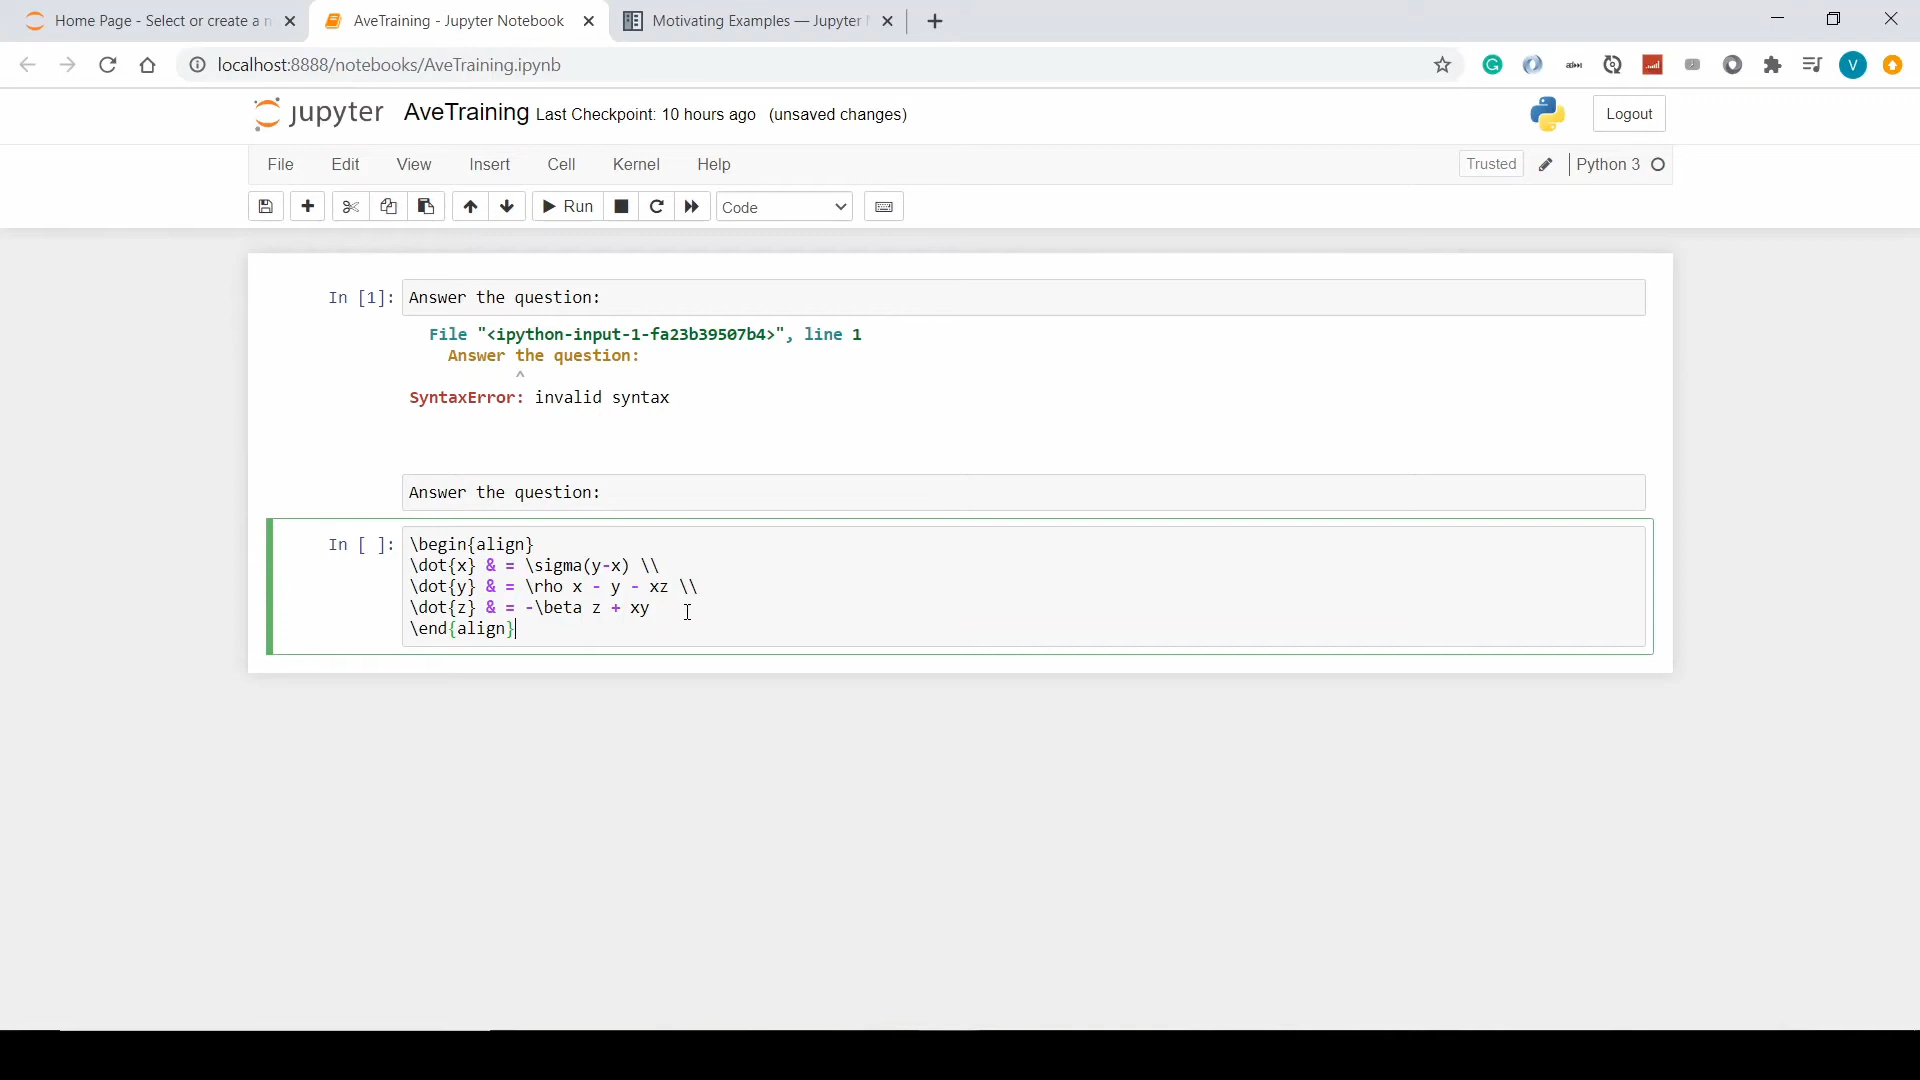 Home Page - Select or create a n
AveTraining - Jupyter Notebook
Motivating Examples — Jupyter
localhost:8888/notebooks/AveTraining.ipynb
V
jupyter AveTraining Last Checkpoint: 10 hours ago (unsaved changes)
Logout
File Edit View Insert Cell Kernel Help
Trusted Python 3
Run Code
In [1]: Answer the question:
File "<ipython-input-1-fa23b39507b4>", line 1
Answer the question:
^
SyntaxError: invalid syntax
Answer the question:
In [ ]: \begin{align}
\dot{x} & = \sigma(y-x) \\
\dot{y} & = \rho x - y - xz \\
\dot{z} & = -\beta z + xy
\end{align}